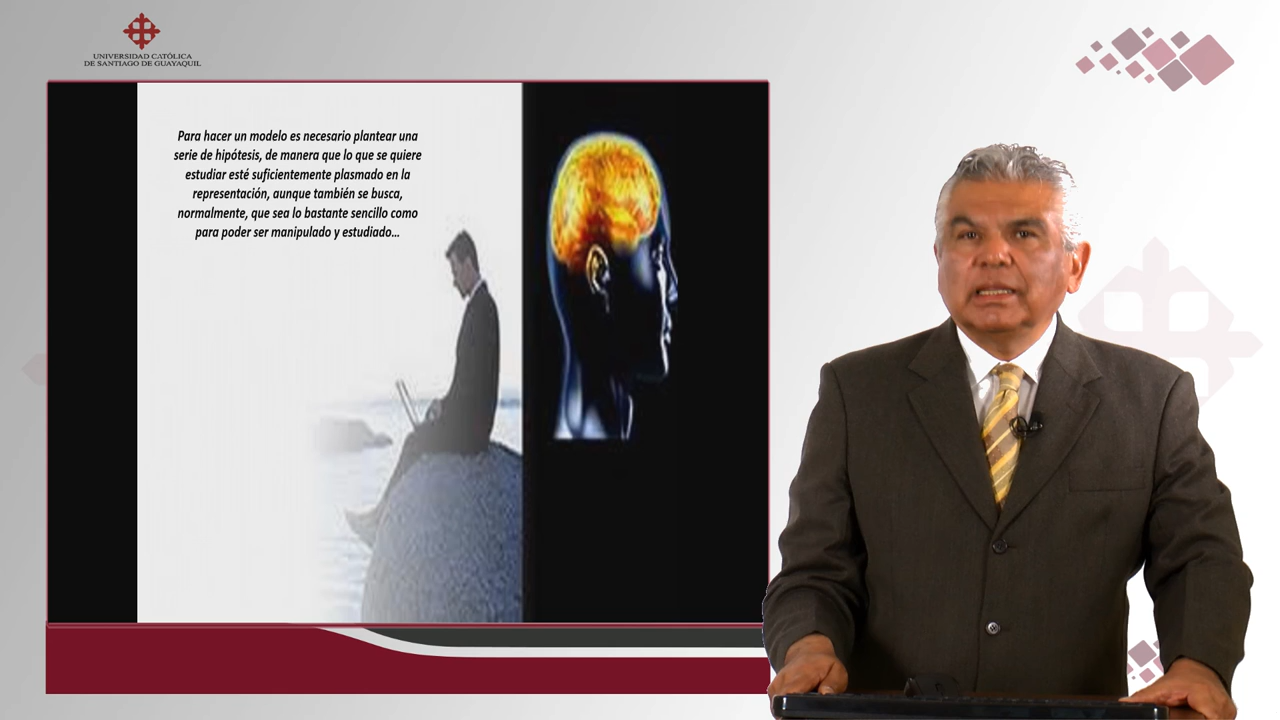 UNIVERSIDAD CATÓLICA
DE SANTIAGO DE GUAYAQUIL
Para hacer un modelo es necesario plantear una
serie de hipótesis, de manera que lo que se quiere
estudiar esté suficientemente plasmado en la
representación, aunque también se busca,
normalmente, que sea lo bastante sencillo como
para poder ser manipulado y estudiado...